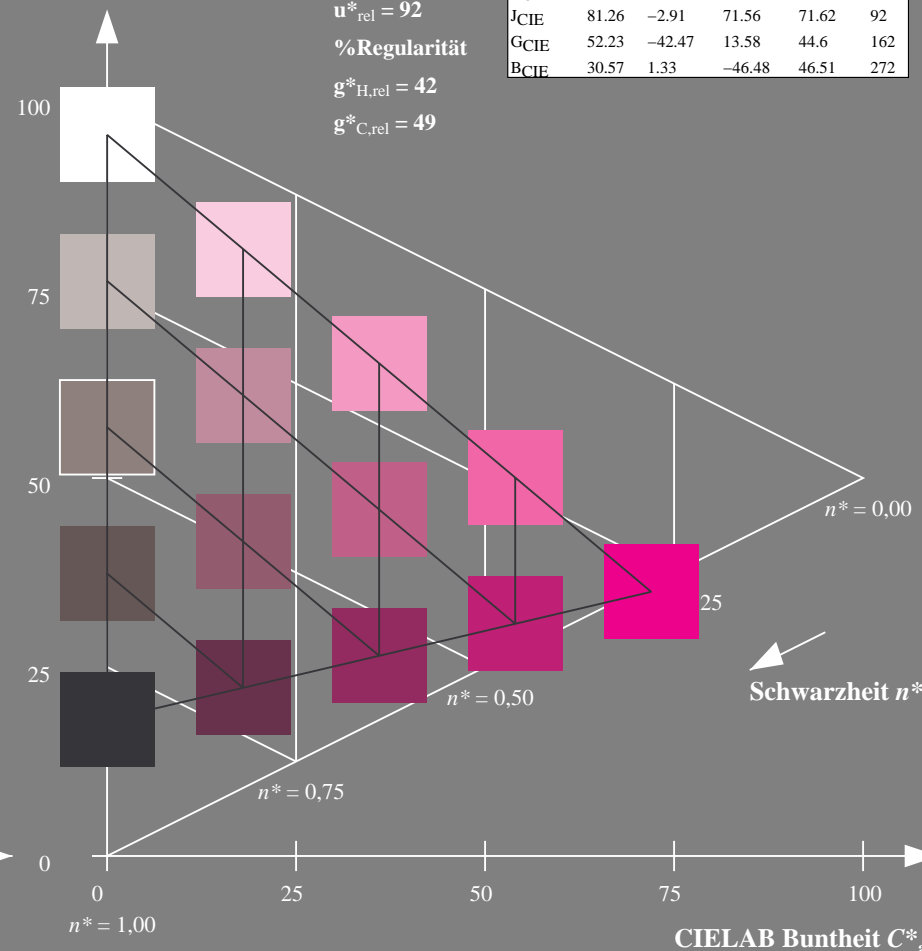 u*rel = 92
%Regularität
g*H,rel = 42
g*C,rel = 49
JCIE 81.26 −2.91 71.56 71.62 92
GCIE 52.23 −42.47 13.58 44.6 162
BCIE 30.57 1.33 −46.48 46.51 272
100
75
50
n* = 0,00
25
25
Schwarzheit n*
n* = 0,50
n* = 0,75
0
0 25 50 75 100
n* = 1,00
CIELAB Buntheit C*